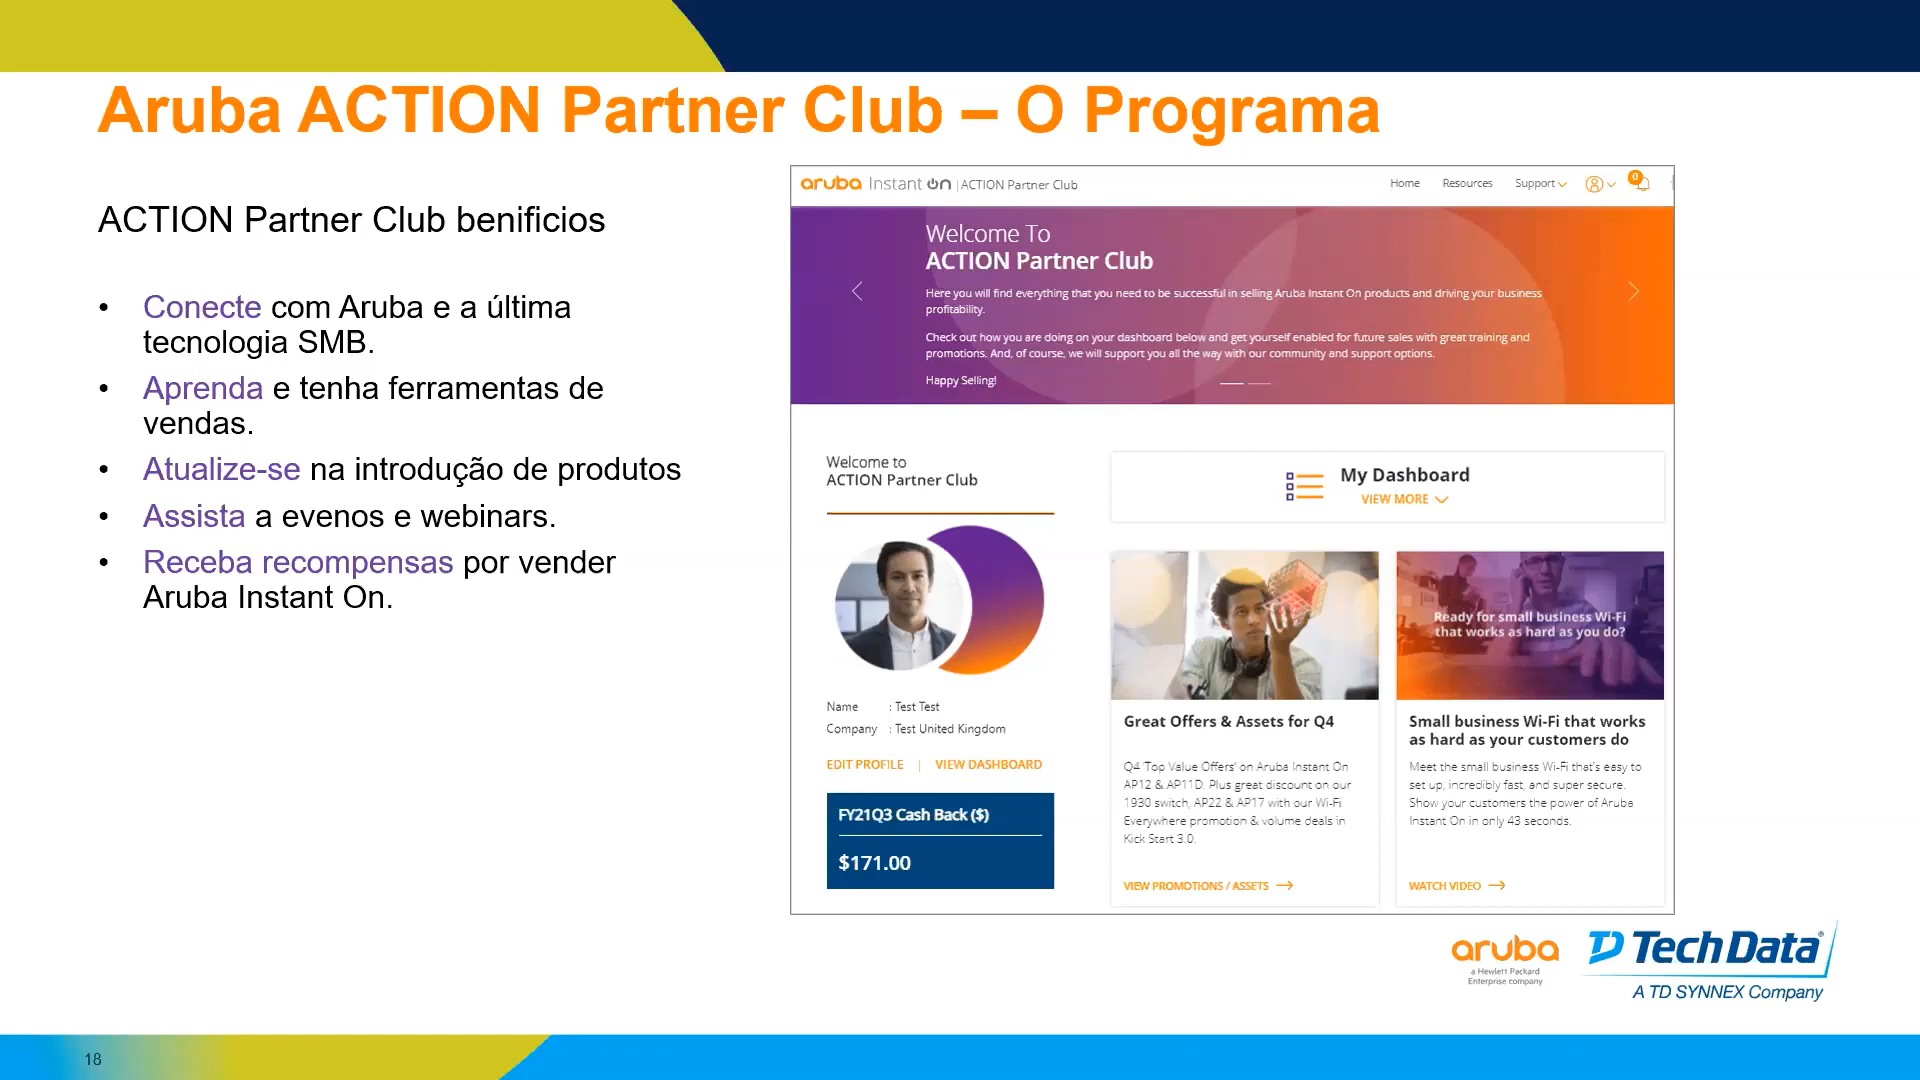 Aruba ACTION Partner Club – O Programa
ACTION Partner Club benificios
• Conecte com Aruba e a última
tecnologia SMB.
• Aprenda e tenha ferramentas de
vendas.
• Atualize-se na introdução de produtos
• Assista a evenos e webinars.
• Receba recompensas por vender
Aruba Instant On.
aruba Instant On | ACTION Partner Club
Home Resources Support 0
Welcome To
ACTION Partner Club
Here you will find everything that you need to be successful in selling Aruba Instant On products and driving your business
profitability.
Check out how you are doing on your dashboard below and get yourself enabled for future sales with great training and
promotions. And, of course, we will support you all the way with our community and support options.
Happy Selling!
Welcome to
ACTION Partner Club
Name : Test Test
Company : Test United Kingdom
EDIT PROFILE | VIEW DASHBOARD
FY21Q3 Cash Back ($)
$171.00
My Dashboard
VIEW MORE
Great Offers & Assets for Q4
Q4 'Top Value Offers' on Aruba Instant On
AP12 & AP11D. Plus great discount on our
1930 switch, AP22 & AP17 with our Wi-Fi
Everywhere promotion & volume deals in
Kick Start 3.0.
VIEW PROMOTIONS / ASSETS
Ready for small business Wi-Fi
that works as hard as you do?
Small business Wi-Fi that works
as hard as your customers do
Meet the small business Wi-Fi that's easy to
set up, incredibly fast, and super secure.
Show your customers the power of Aruba
Instant On in only 43 seconds.
WATCH VIDEO
aruba
a Hewlett Packard
Enterprise company
TD Tech Data®
A TD SYNNEX Company
18